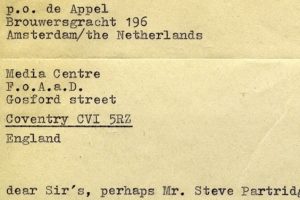 p.o. de Appel
Brouwersgracht 196
Amsterdam/the Netherlands
Media Centre
F.o.A.a.D.
Gosford street
Coventry CVI 5RZ
England
dear Sir's, perhaps Mr. Steve